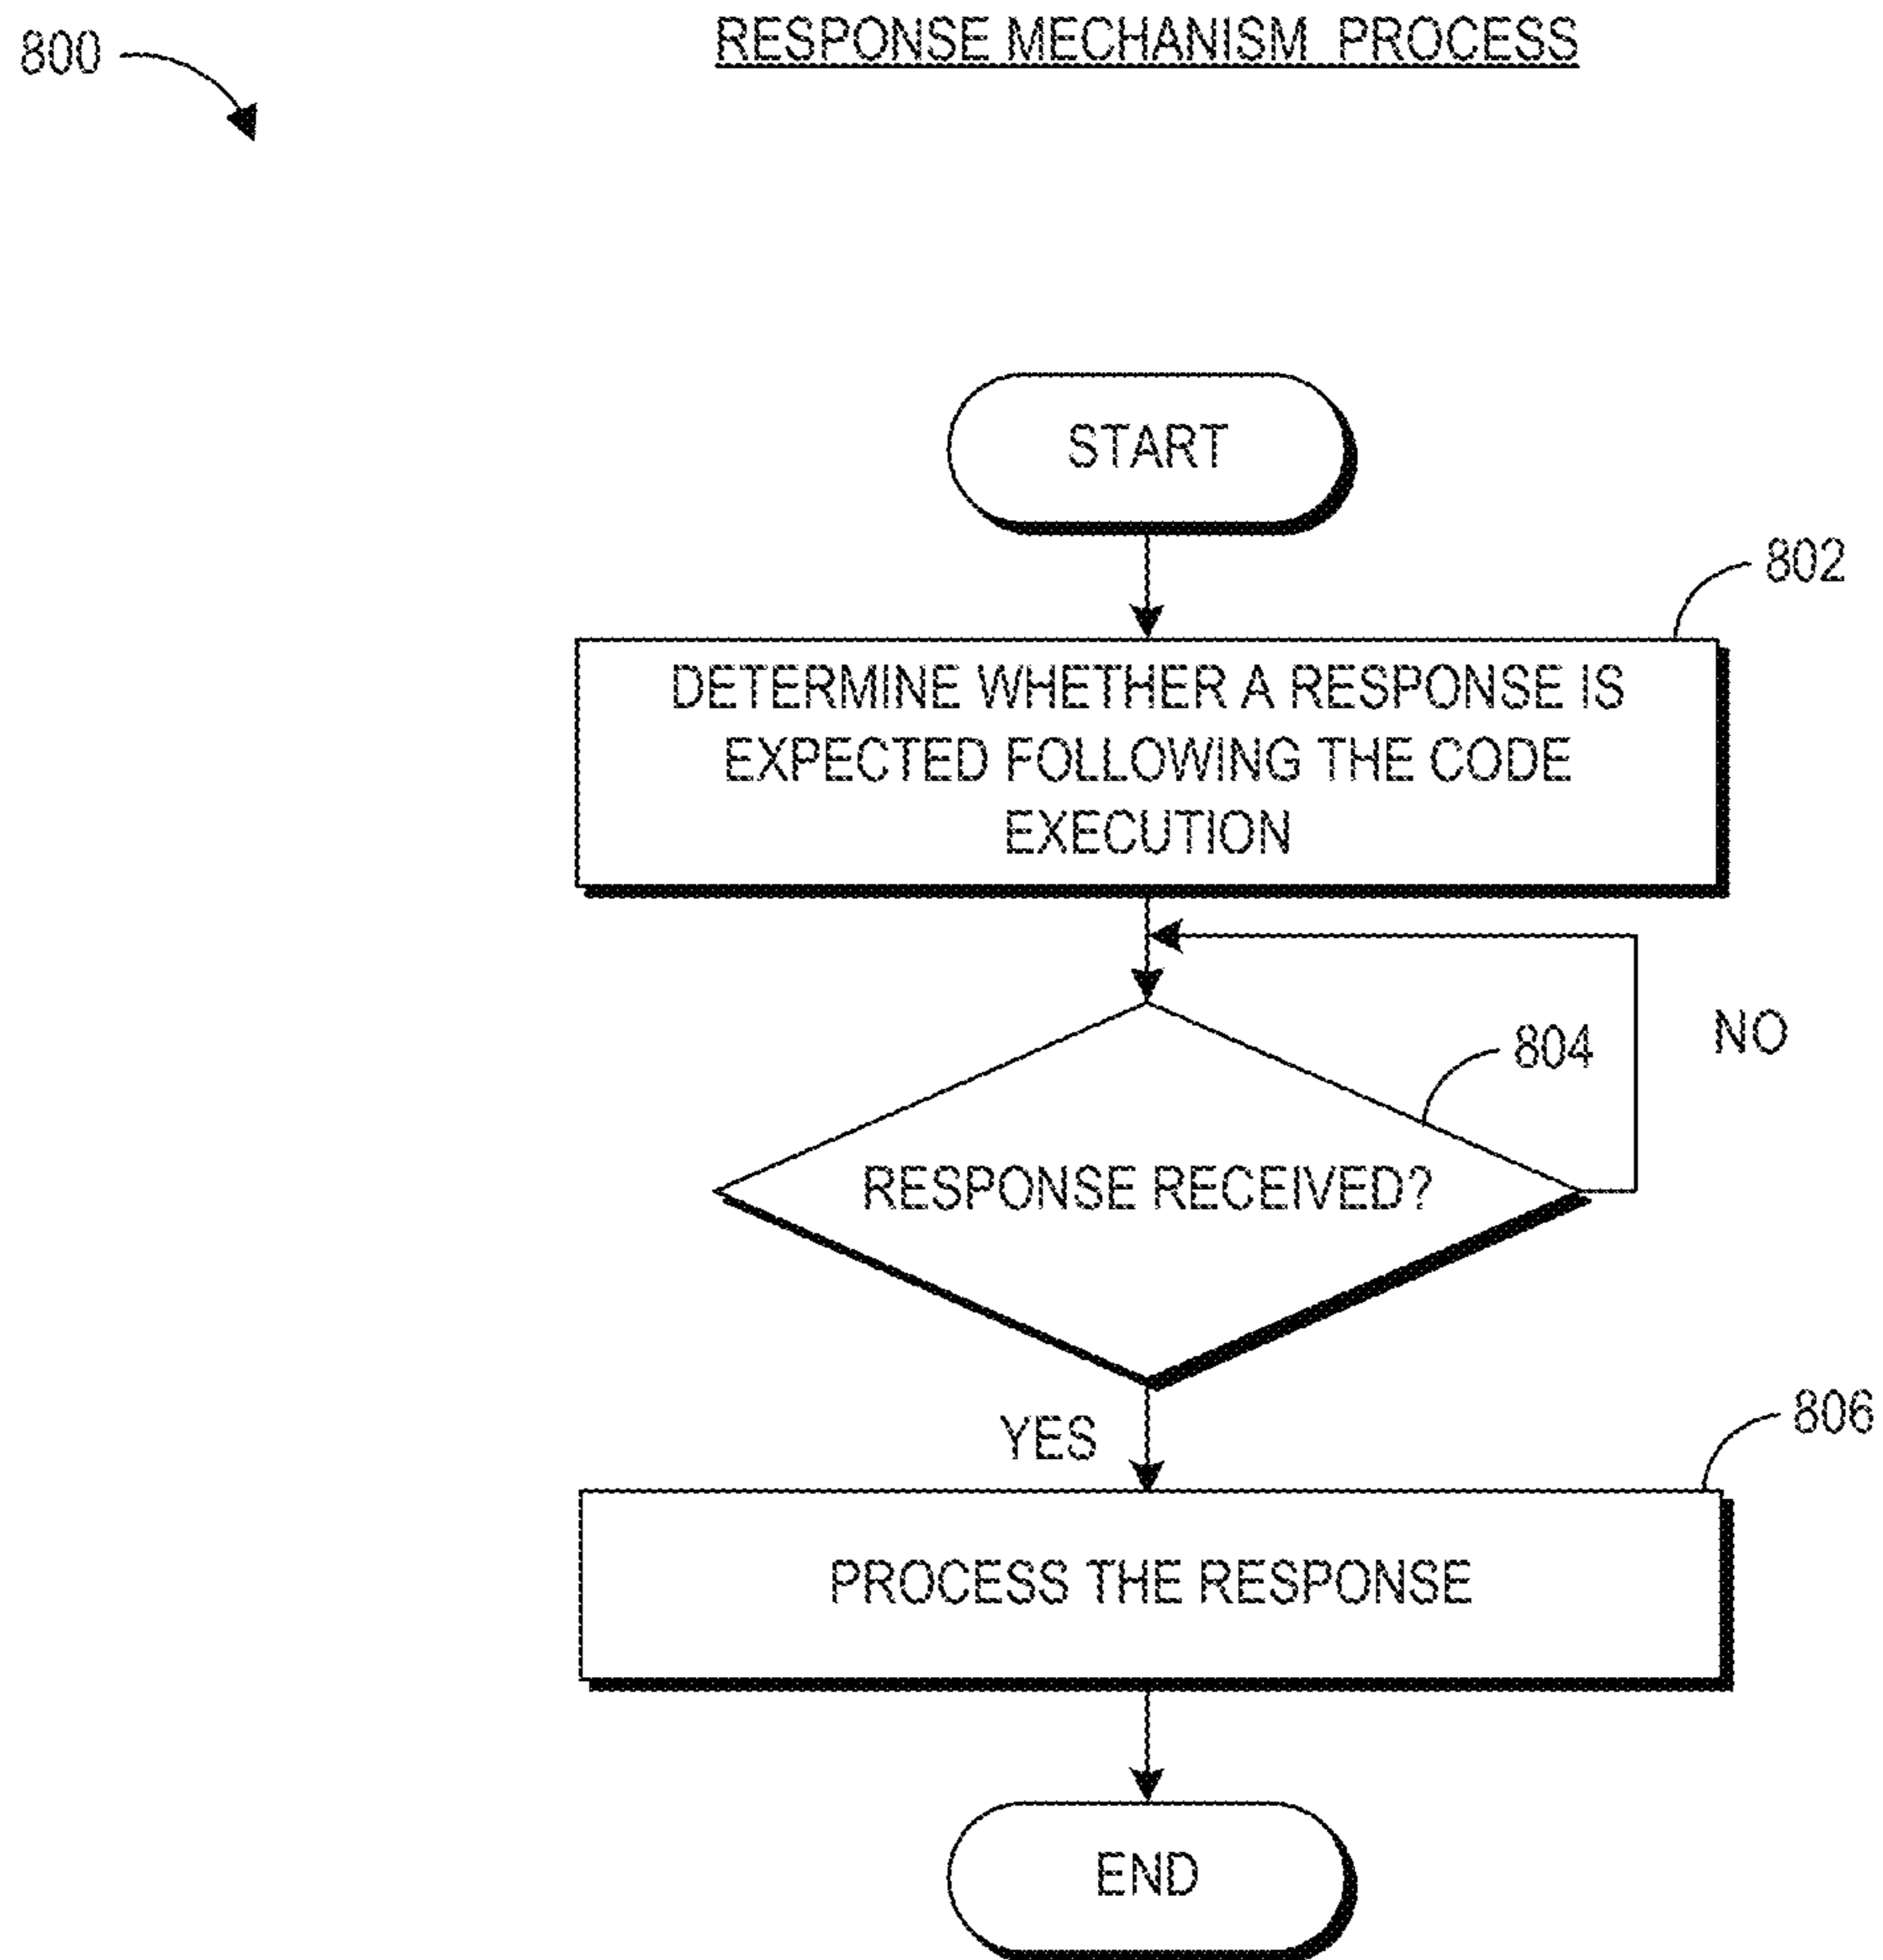 800
RESPONSE MECHANISM PROCESS
START
802
DETERMINE WHETHER A RESPONSE IS
EXPECTED FOLLOWING THE CODE
EXECUTION
NO
804
RESPONSE RECEIVED?
YES
806
PROCESS THE RESPONSE
END